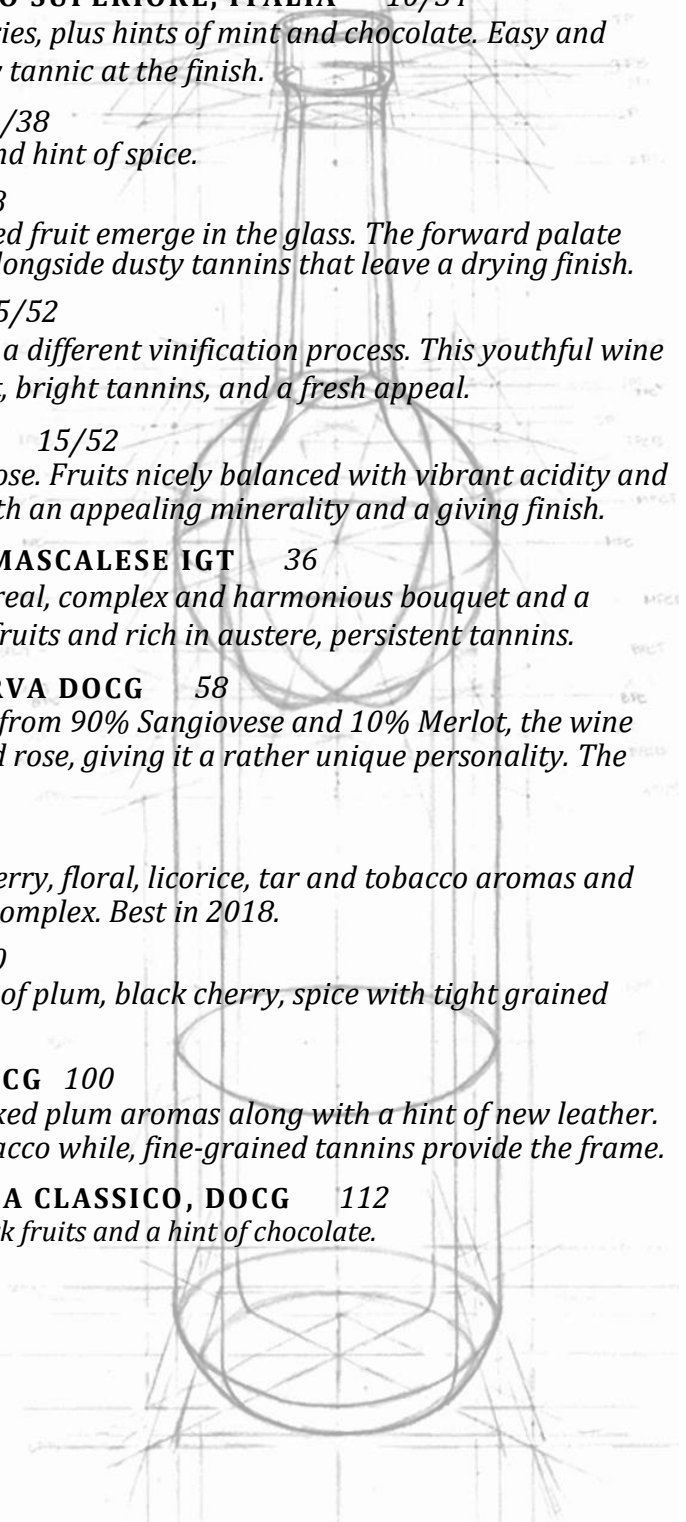 O SUPERIORE, ITALIA 10/34
ries, plus hints of mint and chocolate. Easy and
y tannic at the finish.
/38
nd hint of spice.
8
ed fruit emerge in the glass. The forward palate
longside dusty tannins that leave a drying finish.
5/52
a different vinification process. This youthful wine
t, bright tannins, and a fresh appeal.
15/52
ose. Fruits nicely balanced with vibrant acidity and
th an appealing minerality and a giving finish.
MASCALESE IGT 36
real, complex and harmonious bouquet and a
fruits and rich in austere, persistent tannins.
RVA DOCG 58
from 90% Sangiovese and 10% Merlot, the wine
d rose, giving it a rather unique personality. The
erry, floral, licorice, tar and tobacco aromas and
omplex. Best in 2018.
0
of plum, black cherry, spice with tight grained
CG 100
ked plum aromas along with a hint of new leather.
acco while, fine-grained tannins provide the frame.
A CLASSICO, DOCG 112
k fruits and a hint of chocolate.